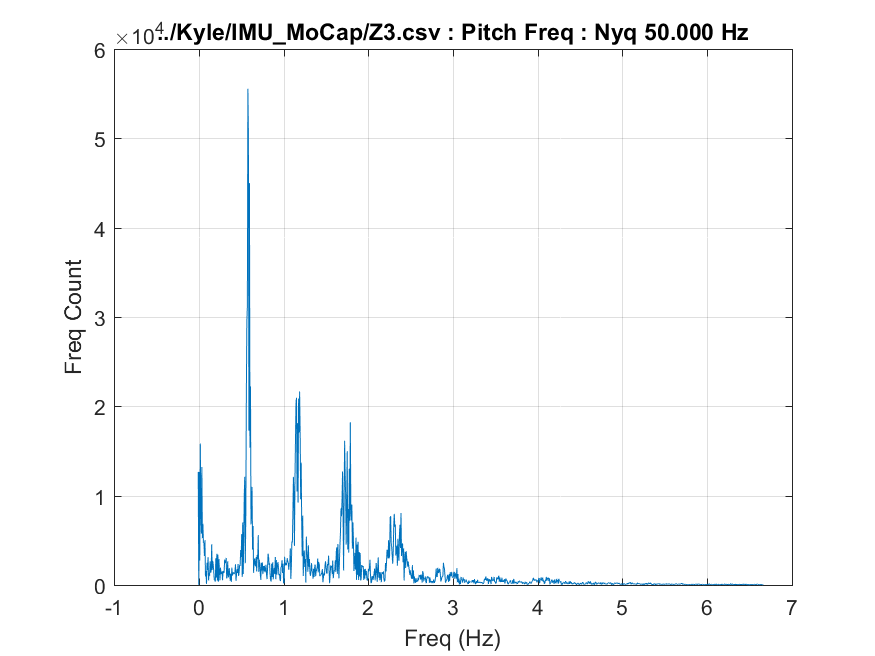 ../Kyle/IMU_MoCap/Z3.csv : Pitch Freq : Nyq 50.000 Hz
×10⁴
6
5
4
3
2
1
0
-1 0 1 2 3 4 5 6 7
Freq Count
Freq (Hz)